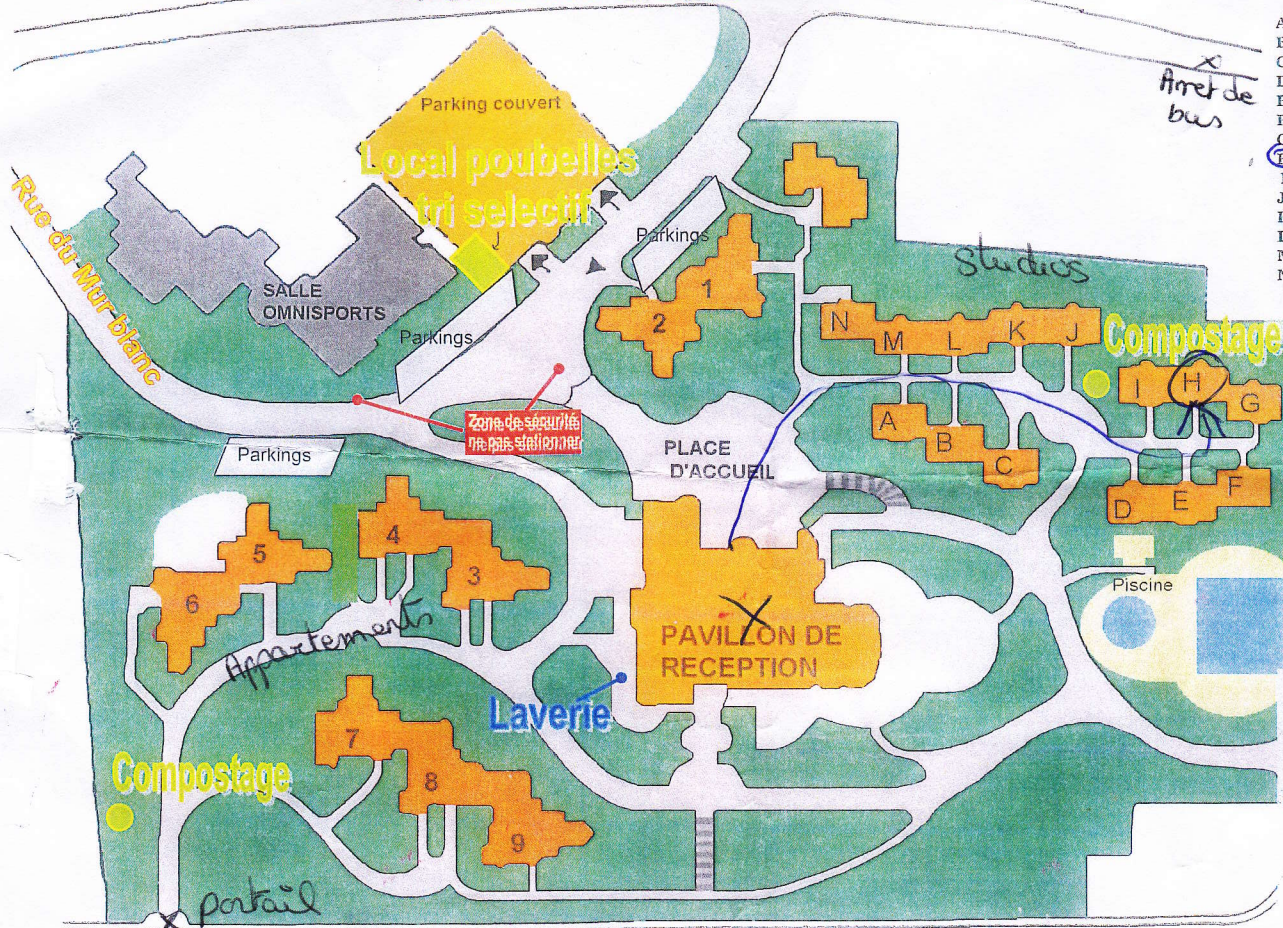 Arret de
bus
Parking couvert
Local poubelles
tri selectif
Rue du Mur blanc
Parkings
studios
SALLE
OMNISPORTS
1
2
Parkings
N
M
L
K
J
Compostage
I
H
G
Zone de sécurité
ne pas stationner
A
B
C
PLACE
D'ACCUEIL
Parkings
D
E
F
5
4
3
6
Piscine
Appartements
PAVILLON DE
RECEPTION
Laverie
7
8
9
Compostage
portail